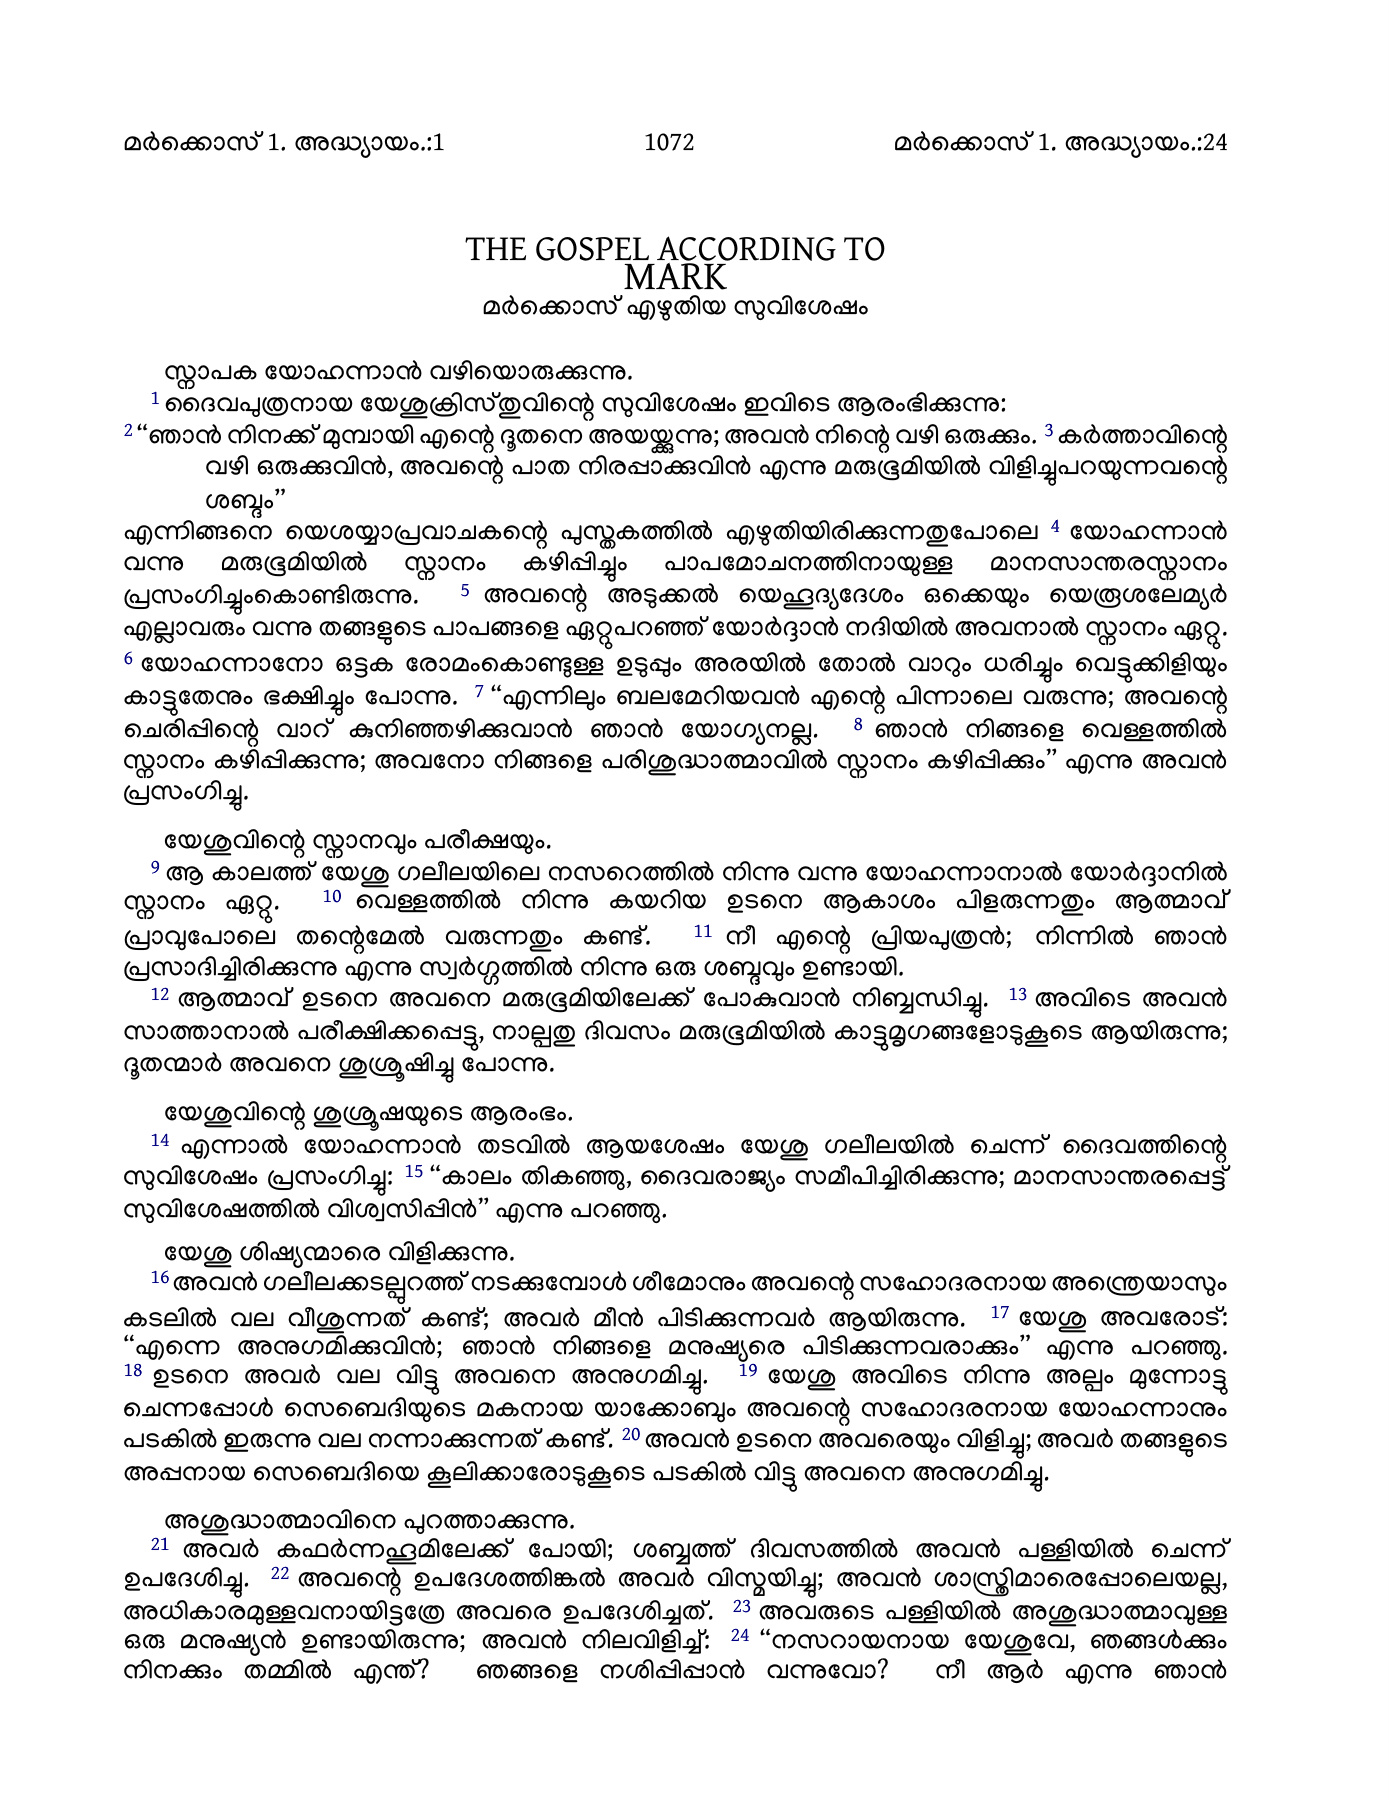 മർക്കൊസ് 1. അദ്ധ്യായം.:1 1072 മർക്കൊസ് 1. അദ്ധ്യായം.:24
THE GOSPEL ACCORDING TO
MARK
മർക്കൊസ് എഴുതിയ സുവിശേഷം
സ്നാപക യോഹന്നാൻ വഴിയൊരുക്കുന്നു.
1 ദൈവപുത്രനായ യേശുക്രിസ്തുവിന്റെ സുവിശേഷം ഇവിടെ ആരംഭിക്കുന്നു:
2 “ഞാൻ നിനക്ക് മുമ്പായി എന്റെ ദൂതനെ അയയ്ക്കുന്നു; അവൻ നിന്റെ വഴി ഒരുക്കും. 3 കർത്താവിന്റെ
വഴി ഒരുക്കുവിൻ, അവന്റെ പാത നിരപ്പാക്കുവിൻ എന്നു മരുഭൂമിയിൽ വിളിച്ചുപറയുന്നവന്റെ
ശബ്ദം”
എന്നിങ്ങനെ യെശയ്യാപ്രവാചകന്റെ പുസ്തകത്തിൽ എഴുതിയിരിക്കുന്നതുപോലെ 4 യോഹന്നാൻ
വന്നു മരുഭൂമിയിൽ സ്നാനം കഴിപ്പിച്ചും പാപമോചനത്തിനായുള്ള മാനസാന്തരസ്നാനം
പ്രസംഗിച്ചുംകൊണ്ടിരുന്നു. 5 അവന്റെ അടുക്കൽ യെഹൂദ്യദേശം ഒക്കെയും യെരൂശലേമ്യർ
എല്ലാവരും വന്നു തങ്ങളുടെ പാപങ്ങളെ ഏറ്റുപറഞ്ഞ് യോർദ്ദാൻ നദിയിൽ അവനാൽ സ്നാനം ഏറ്റു.
6 യോഹന്നാനോ ഒട്ടക രോമംകൊണ്ടുള്ള ഉടുപ്പും അരയിൽ തോൽ വാറും ധരിച്ചും വെട്ടുക്കിളിയും
കാട്ടുതേനും ഭക്ഷിച്ചും പോന്നു. 7 “എന്നിലും ബലമേറിയവൻ എന്റെ പിന്നാലെ വരുന്നു; അവന്റെ
ചെരിപ്പിന്റെ വാറ് കുനിഞ്ഞഴിക്കുവാൻ ഞാൻ യോഗ്യനല്ല. 8 ഞാൻ നിങ്ങളെ വെള്ളത്തിൽ
സ്നാനം കഴിപ്പിക്കുന്നു; അവനോ നിങ്ങളെ പരിശുദ്ധാത്മാവിൽ സ്നാനം കഴിപ്പിക്കും” എന്നു അവൻ
പ്രസംഗിച്ചു.
യേശുവിന്റെ സ്നാനവും പരീക്ഷയും.
9 ആ കാലത്ത് യേശു ഗലീലയിലെ നസറെത്തിൽ നിന്നു വന്നു യോഹന്നാനാൽ യോർദ്ദാനിൽ
സ്നാനം ഏറ്റു. 10 വെള്ളത്തിൽ നിന്നു കയറിയ ഉടനെ ആകാശം പിളരുന്നതും ആത്മാവ്
പ്രാവുപോലെ തന്റെമേൽ വരുന്നതും കണ്ട്. 11 നീ എന്റെ പ്രിയപുത്രൻ; നിന്നിൽ ഞാൻ
പ്രസാദിച്ചിരിക്കുന്നു എന്നു സ്വർഗ്ഗത്തിൽ നിന്നു ഒരു ശബ്ദവും ഉണ്ടായി.
12 ആത്മാവ് ഉടനെ അവനെ മരുഭൂമിയിലേക്ക് പോകുവാൻ നിബ്ബന്ധിച്ചു. 13 അവിടെ അവൻ
സാത്താനാൽ പരീക്ഷിക്കപ്പെട്ടു, നാല്പതു ദിവസം മരുഭൂമിയിൽ കാട്ടുമൃഗങ്ങളോടുകൂടെ ആയിരുന്നു;
ദൂതന്മാർ അവനെ ശുശ്രൂഷിച്ചു പോന്നു.
യേശുവിന്റെ ശുശ്രൂഷയുടെ ആരംഭം.
14 എന്നാൽ യോഹന്നാൻ തടവിൽ ആയശേഷം യേശു ഗലീലയിൽ ചെന്ന് ദൈവത്തിന്റെ
സുവിശേഷം പ്രസംഗിച്ചു: 15 “കാലം തികഞ്ഞു, ദൈവരാജ്യം സമീപിച്ചിരിക്കുന്നു; മാനസാന്തരപ്പെട്ട്
സുവിശേഷത്തിൽ വിശ്വസിപ്പിൻ” എന്നു പറഞ്ഞു.
യേശു ശിഷ്യന്മാരെ വിളിക്കുന്നു.
16 അവൻ ഗലീലക്കടല്പുറത്ത് നടക്കുമ്പോൾ ശീമോനും അവന്റെ സഹോദരനായ അന്ത്രെയാസും
കടലിൽ വല വീശുന്നത് കണ്ട്; അവർ മീൻ പിടിക്കുന്നവർ ആയിരുന്നു. 17 യേശു അവരോട്:
“എന്നെ അനുഗമിക്കുവിൻ; ഞാൻ നിങ്ങളെ മനുഷ്യരെ പിടിക്കുന്നവരാക്കും” എന്നു പറഞ്ഞു.
18 ഉടനെ അവർ വല വിട്ടു അവനെ അനുഗമിച്ചു. 19 യേശു അവിടെ നിന്നു അല്പം മുന്നോട്ടു
ചെന്നപ്പോൾ സെബെദിയുടെ മകനായ യാക്കോബും അവന്റെ സഹോദരനായ യോഹന്നാനും
പടകിൽ ഇരുന്നു വല നന്നാക്കുന്നത് കണ്ട്. 20 അവൻ ഉടനെ അവരെയും വിളിച്ചു; അവർ തങ്ങളുടെ
അപ്പനായ സെബെദിയെ കൂലിക്കാരോടുകൂടെ പടകിൽ വിട്ടു അവനെ അനുഗമിച്ചു.
അശുദ്ധാത്മാവിനെ പുറത്താക്കുന്നു.
21 അവർ കഫർന്നഹൂമിലേക്ക് പോയി; ശബ്ബത്ത് ദിവസത്തിൽ അവൻ പള്ളിയിൽ ചെന്ന്
ഉപദേശിച്ചു. 22 അവന്റെ ഉപദേശത്തിങ്കൽ അവർ വിസ്മയിച്ചു; അവൻ ശാസ്ത്രിമാരെപ്പോലെയല്ല,
അധികാരമുള്ളവനായിട്ടത്രേ അവരെ ഉപദേശിച്ചത്. 23 അവരുടെ പള്ളിയിൽ അശുദ്ധാത്മാവുള്ള
ഒരു മനുഷ്യൻ ഉണ്ടായിരുന്നു; അവൻ നിലവിളിച്ച്: 24 “നസറായനായ യേശുവേ, ഞങ്ങൾക്കും
നിനക്കും തമ്മിൽ എന്ത്? ഞങ്ങളെ നശിപ്പിപ്പാൻ വന്നുവോ? നീ ആർ എന്നു ഞാൻ